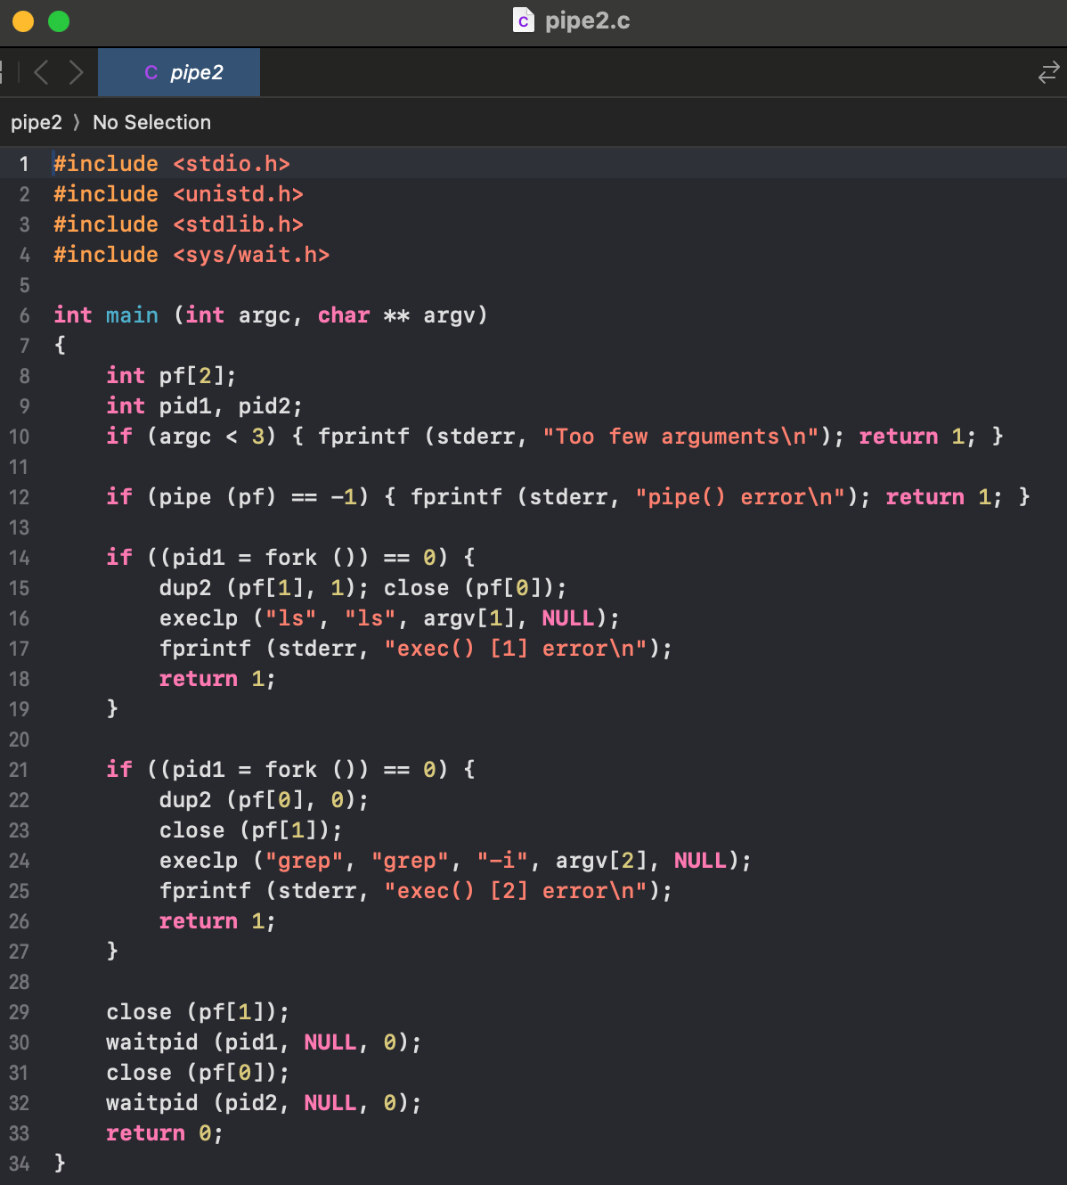 pipe2.c
C pipe2
pipe2 〉 No Selection
1 #include <stdio.h>
2 #include <unistd.h>
3 #include <stdlib.h>
4 #include <sys/wait.h>
5
6 int main (int argc, char ** argv)
7 {
8     int pf[2];
9     int pid1, pid2;
10     if (argc < 3) { fprintf (stderr, "Too few arguments\n"); return 1; }
11
12     if (pipe (pf) == -1) { fprintf (stderr, "pipe() error\n"); return 1; }
13
14     if ((pid1 = fork ()) == 0) {
15         dup2 (pf[1], 1); close (pf[0]);
16         execlp ("ls", "ls", argv[1], NULL);
17         fprintf (stderr, "exec() [1] error\n");
18         return 1;
19     }
20
21     if ((pid1 = fork ()) == 0) {
22         dup2 (pf[0], 0);
23         close (pf[1]);
24         execlp ("grep", "grep", "-i", argv[2], NULL);
25         fprintf (stderr, "exec() [2] error\n");
26         return 1;
27     }
28
29     close (pf[1]);
30     waitpid (pid1, NULL, 0);
31     close (pf[0]);
32     waitpid (pid2, NULL, 0);
33     return 0;
34 }